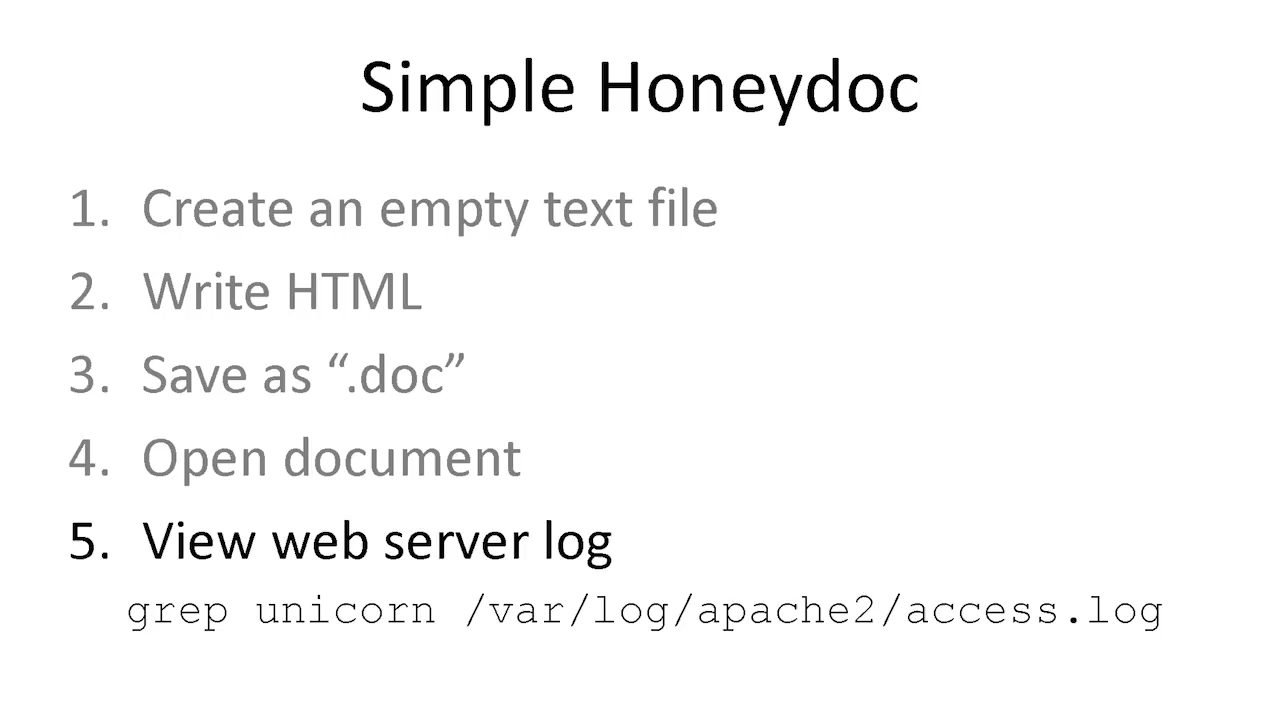 Simple Honeydoc
1. Create an empty text file
2. Write HTML
3. Save as “.doc”
4. Open document
5. View web server log
grep unicorn /var/log/apache2/access.log